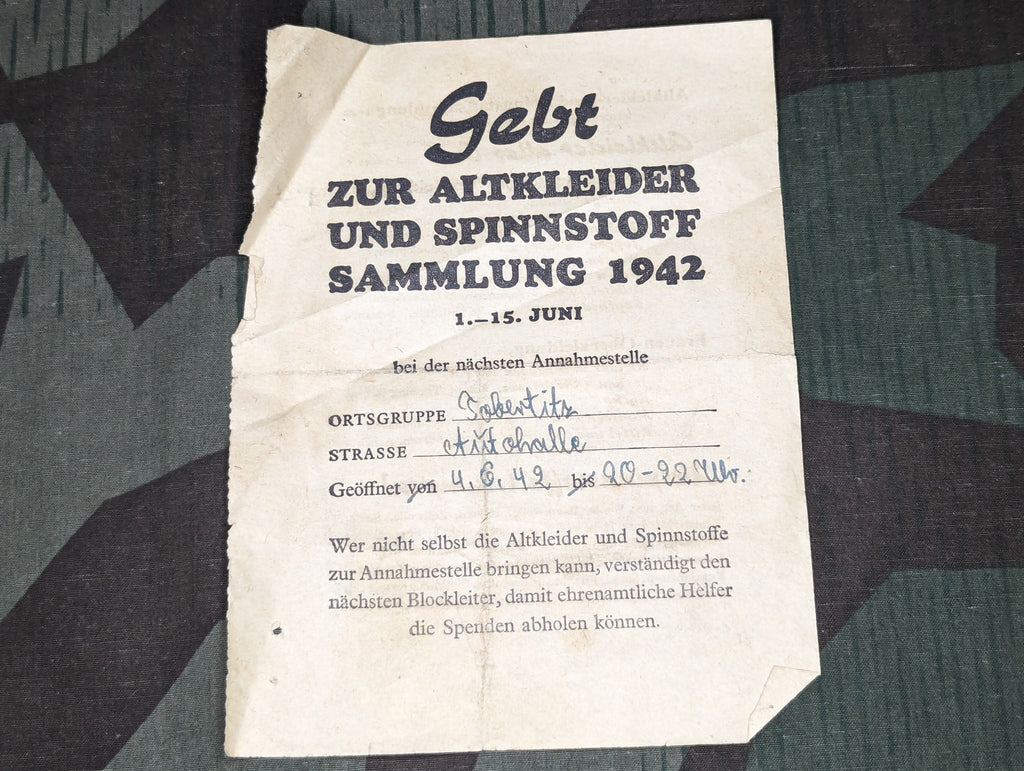 Gebt
ZUR ALTKLEIDER
UND SPINNSTOFF
SAMMLUNG 1942
1.–15. JUNI
bei der nächsten Annahmestelle
ORTSGRUPPE Tobertitz
STRASSE Autohalle
Geöffnet von 4.6.42 bis 20-22 Uhr.
Wer nicht selbst die Altkleider und Spinnstoffe
zur Annahmestelle bringen kann, verständigt den
nächsten Blockleiter, damit ehrenamtliche Helfer
die Spenden abholen können.